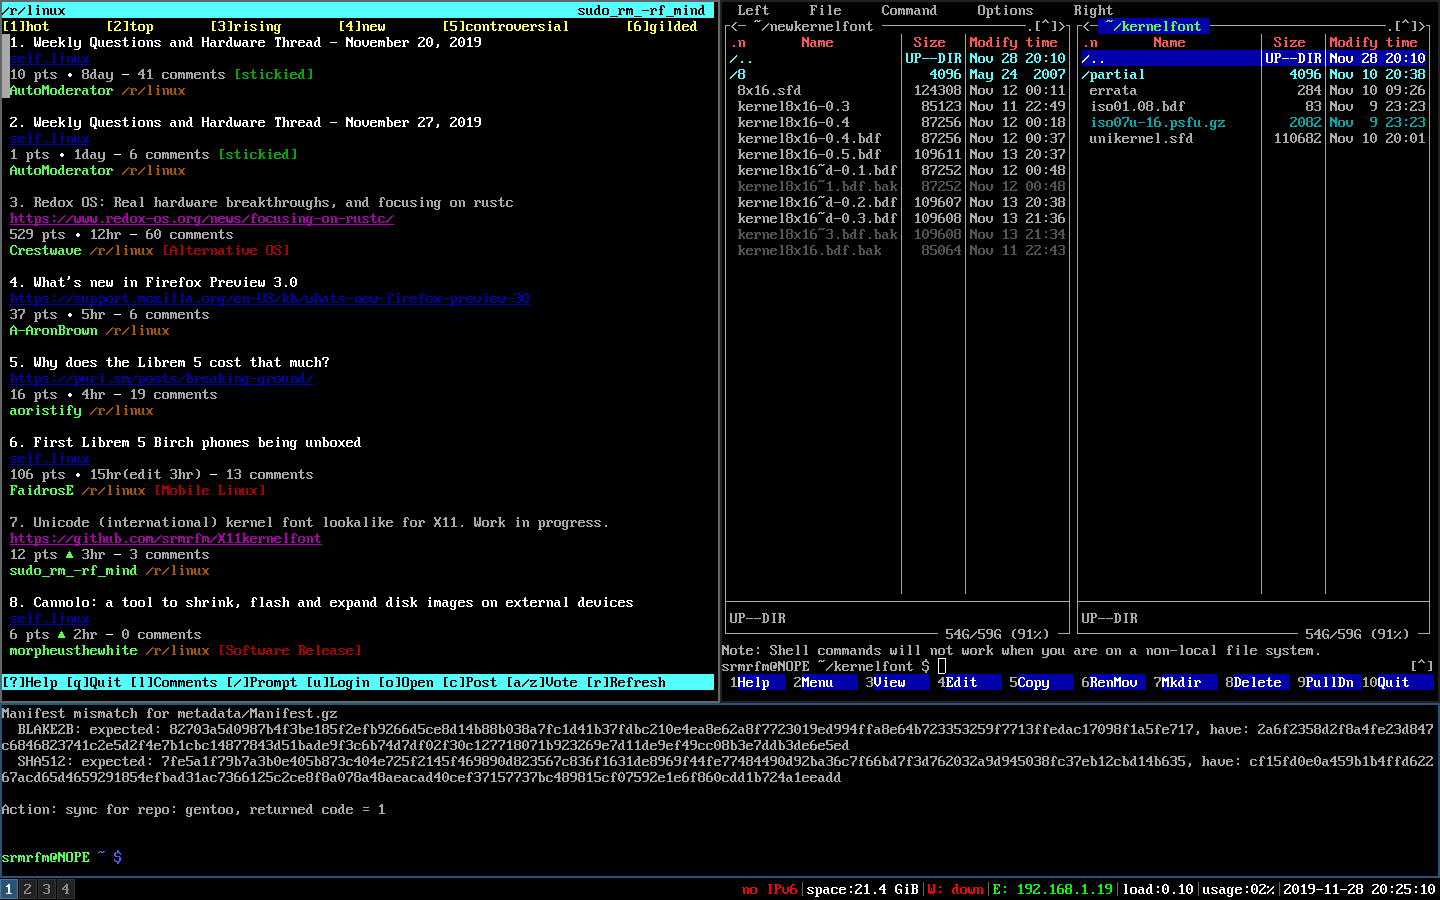 /r/linux sudo_rm_-rf_mind
[1]hot [2]top [3]rising [4]new [5]controversial [6]gilded
1. Weekly Questions and Hardware Thread - November 20, 2019
self.linux
10 pts • 8day - 41 comments [stickied]
AutoModerator /r/linux
2. Weekly Questions and Hardware Thread - November 27, 2019
self.linux
1 pts • 1day - 6 comments [stickied]
AutoModerator /r/linux
3. Redox OS: Real hardware breakthroughs, and focusing on rustc
https://www.redox-os.org/news/focusing-on-rustc/
529 pts • 12hr - 60 comments
Crestwave /r/linux [Alternative OS]
4. What's new in Firefox Preview 3.0
https://support.mozilla.org/en-US/kb/whats-new-firefox-preview-30
37 pts • 5hr - 6 comments
A-AronBrown /r/linux
5. Why does the Librem 5 cost that much?
https://puri.sm/posts/breaking-ground/
16 pts • 4hr - 19 comments
aoristify /r/linux
6. First Librem 5 Birch phones being unboxed
self.linux
106 pts • 15hr(edit 3hr) - 13 comments
FaidrosE /r/linux [Mobile Linux]
7. Unicode (international) kernel font lookalike for X11. Work in progress.
https://github.com/srmrfm/X11kernelfont
12 pts ▲ 3hr - 3 comments
sudo_rm_-rf_mind /r/linux
8. Cannolo: a tool to shrink, flash and expand disk images on external devices
self.linux
6 pts ▲ 2hr - 0 comments
morpheusthewhite /r/linux [Software Release]
[?]Help [q]Quit [l]Comments [/]Prompt [u]Login [o]Open [c]Post [a/z]Vote [r]Refresh
Left File Command Options Right
<- ~/newkernelfont .[^]>
.n Name Size Modify time
/.. UP--DIR Nov 28 20:10
/8 4096 May 24 2007
8x16.sfd 124308 Nov 12 00:11
kernel8x16-0.3 85123 Nov 11 22:49
kernel8x16-0.4 87256 Nov 12 00:18
kernel8x16-0.4.bdf 87256 Nov 12 00:37
kernel8x16-0.5.bdf 109611 Nov 13 20:37
kernel8x16~d-0.1.bdf 87252 Nov 12 00:48
kernel8x16~1.bdf.bak 87252 Nov 12 00:48
kernel8x16~d-0.2.bdf 109607 Nov 13 20:38
kernel8x16~d-0.3.bdf 109608 Nov 13 21:36
kernel8x16~3.bdf.bak 109608 Nov 13 21:34
kernel8x16.bdf.bak 85064 Nov 11 22:43
UP--DIR
54G/59G (91%)
<- ~/kernelfont .[^]>
.n Name Size Modify time
/.. UP--DIR Nov 28 20:10
/partial 4096 Nov 10 20:38
errata 284 Nov 10 09:26
iso01.08.bdf 83 Nov 9 23:23
iso07u-16.psfu.gz 2082 Nov 9 23:23
unikernel.sfd 110682 Nov 10 20:01
UP--DIR
54G/59G (91%)
Note: Shell commands will not work when you are on a non-local file system.
srmrfm@NOPE ~/kernelfont $ [^]
1Help 2Menu 3View 4Edit 5Copy 6RenMov 7Mkdir 8Delete 9PullDn 10Quit
Manifest mismatch for metadata/Manifest.gz
BLAKE2B: expected: 82703a5d0987b4f3be185f2efb9266d5ce8d14b88b038a7fc1d41b37fdbc210e4ea8e62a8f7723019ed994ffa8e64b723353259f7713ffedac17098f1a5fe717, have: 2a6f2358d2f8a4fe23d847
c6846823741c2e5d2f4e7b1cbc14877843d51bade9f3c6b74d7df02f30c127718071b923269e7d11de9ef49cc08b3e7ddb3de6e5ed
SHA512: expected: 7fe5a1f79b7a3b0e405b873c404e725f2145f469890d823567c836f1631de8969f44fe77484490d92ba36c7f66bd7f3d762032a9d945038fc37eb12cbd14b635, have: cf15fd0e0a459b1b4ffd622
67acd65d4659291854efbad31ac7366125c2ce8f8a078a48aeacad40cef37157737bc489815cf07592e1e6f860cdd1b724a1eeadd
Action: sync for repo: gentoo, returned code = 1
srmrfm@NOPE ~ $
1 2 3 4 no IPv6|space:21.4 GiB|W: down|E: 192.168.1.19|load:0.10|usage:02%|2019-11-28 20:25:10